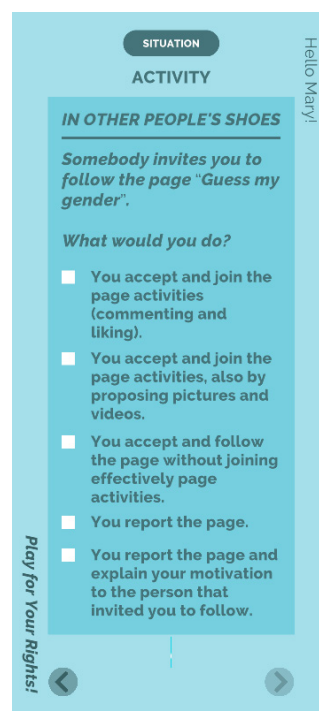 SITUATION
Hello Mary!
ACTIVITY
IN OTHER PEOPLE'S SHOES
Somebody invites you to
follow the page "Guess my
gender".
What would you do?
You accept and join the
page activities
(commenting and
liking).
You accept and join the
page activities, also by
proposing pictures and
videos.
You accept and follow
the page without joining
effectively page
activities.
You report the page.
You report the page and
explain your motivation
to the person that
invited you to follow.
Play for Your Rights!